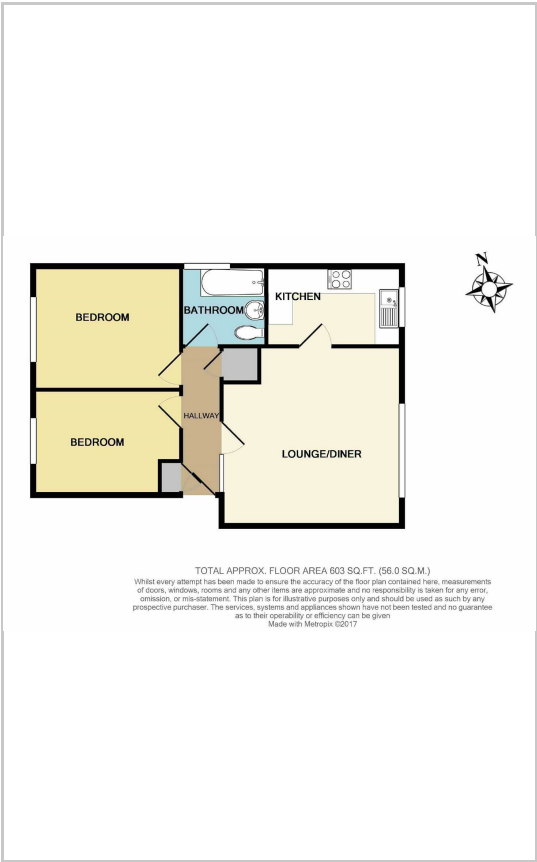 N
KITCHEN
BATHROOM
BEDROOM
HALLWAY
BEDROOM
LOUNGE/DINER
TOTAL APPROX. FLOOR AREA 603 SQ.FT. (56.0 SQ.M.)
Whilst every attempt has been made to ensure the accuracy of the floor plan contained here, measurements
of doors, windows, rooms and any other items are approximate and no responsibility is taken for any error,
omission, or mis-statement. This plan is for illustrative purposes only and should be used as such by any
prospective purchaser. The services, systems and appliances shown have not been tested and no guarantee
as to their operability or efficiency can be given
Made with Metropix ©2017